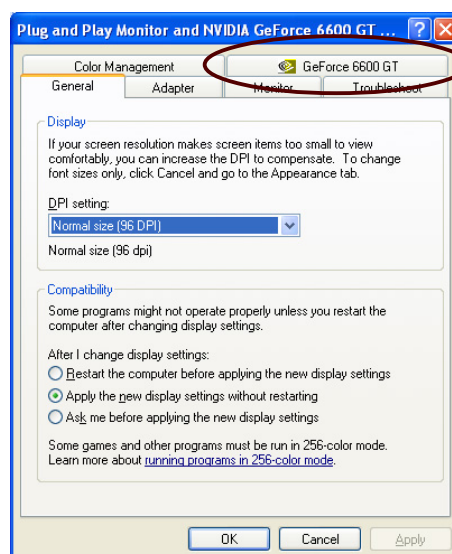 Plug and Play Monitor and NVIDIA GeForce 6600 GT ...
Color Management
GeForce 6600 GT
General
Adapter
Monitor
Troubleshoot
Display
If your screen resolution makes screen items too small to view
comfortably, you can increase the DPI to compensate. To change
font sizes only, click Cancel and go to the Appearance tab.
DPI setting:
Normal size (96 DPI)
Normal size (96 dpi)
Compatibility
Some programs might not operate properly unless you restart the
computer after changing display settings.
After I change display settings:
Restart the computer before applying the new display settings
Apply the new display settings without restarting
Ask me before applying the new display settings
Some games and other programs must be run in 256-color mode.
Learn more about running programs in 256-color mode.
OK
Cancel
Apply